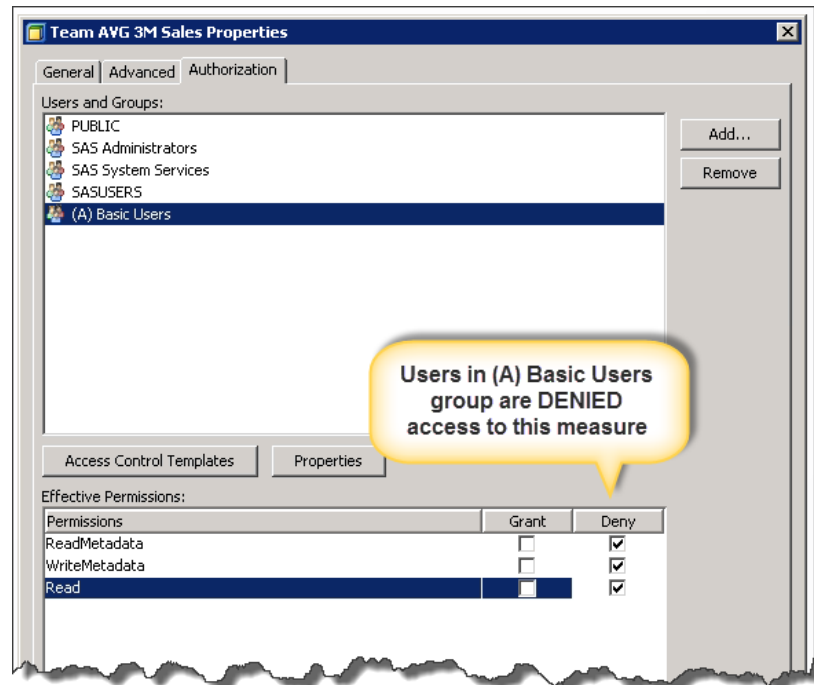 Team AVG 3M Sales Properties
General Advanced Authorization
Users and Groups:
PUBLIC
SAS Administrators
SAS System Services
SASUSERS
(A) Basic Users
Add...
Remove
Users in (A) Basic Users
group are DENIED
access to this measure
Access Control Templates Properties
Effective Permissions:
Permissions Grant Deny
ReadMetadata
WriteMetadata
Read